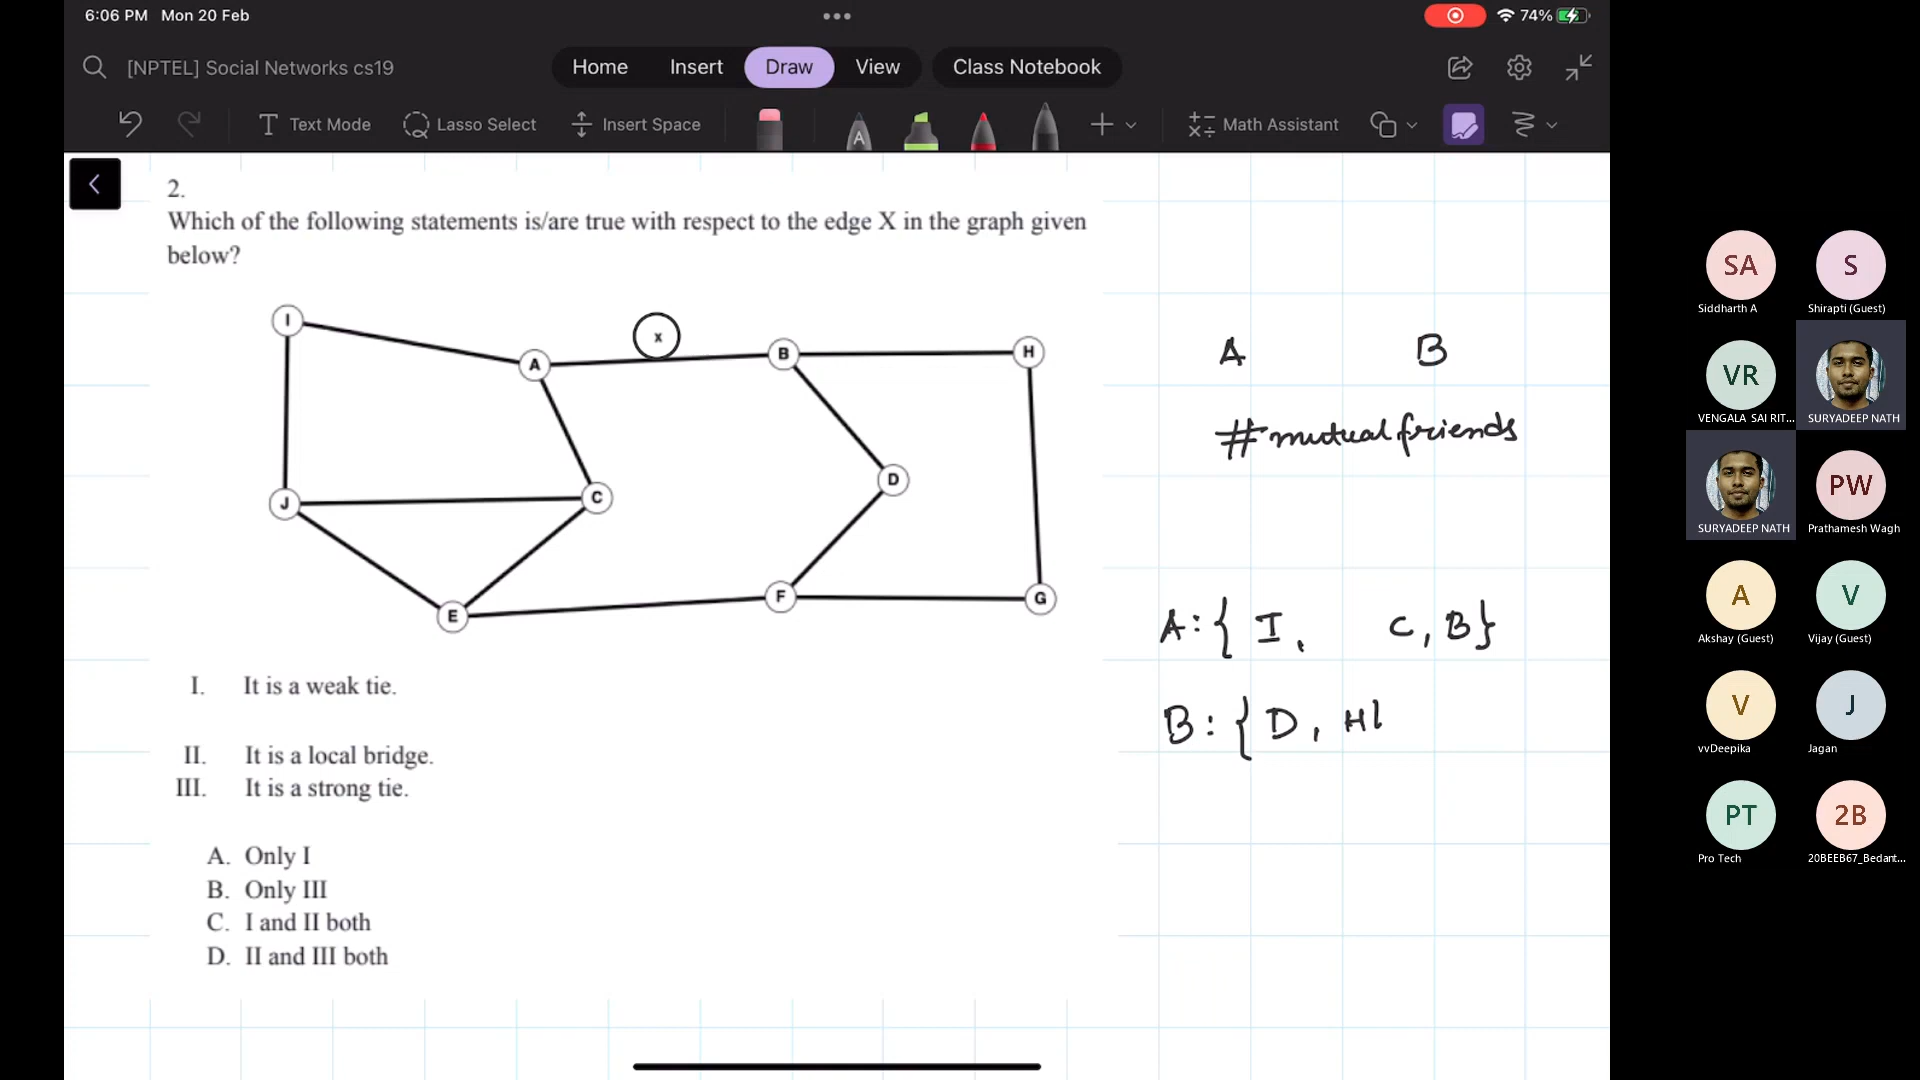 6:06 PM Mon 20 Feb
74%
[NPTEL] Social Networks cs19
Home Insert Draw View Class Notebook
Text Mode Lasso Select Insert Space A Math Assistant
2.
Which of the following statements is/are true with respect to the edge X in the graph given
below?
I
x
A
B
H
J
C
D
E
F
G
A B
#mutual friends
A:{ I, C, B}
B:{ D, H
I. It is a weak tie.
II. It is a local bridge.
III. It is a strong tie.
A. Only I
B. Only III
C. I and II both
D. II and III both
SA S
Siddharth A Shirapti (Guest)
VR
VENGALA SAI RIT... SURYADEEP NATH
PW
SURYADEEP NATH Prathamesh Wagh
A V
Akshay (Guest) Vijay (Guest)
V J
vvDeepika Jagan
PT 2B
Pro Tech 20BEEB67_Bedant...